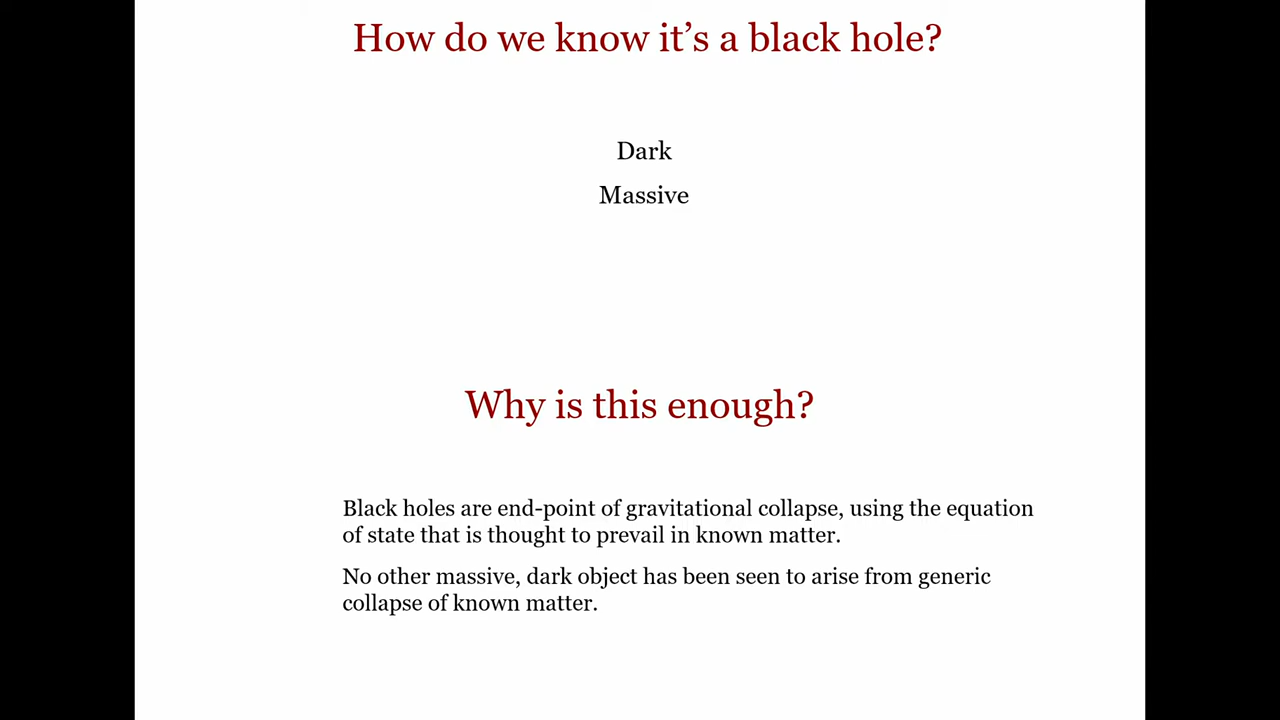 How do we know it’s a black hole?
Dark
Massive
Why is this enough?
Black holes are end-point of gravitational collapse, using the equation
of state that is thought to prevail in known matter.
No other massive, dark object has been seen to arise from generic
collapse of known matter.